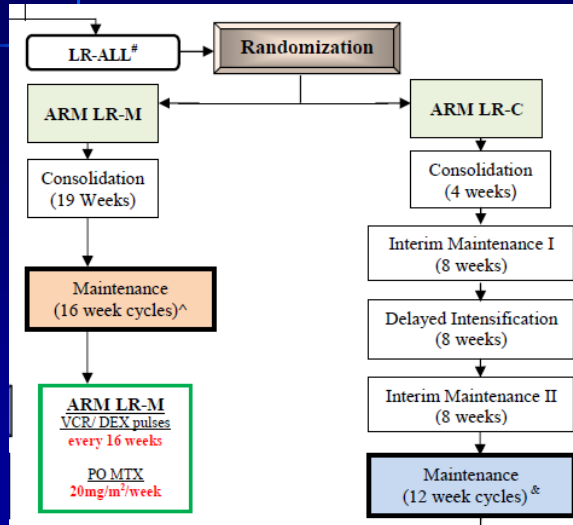 LR-ALL#
Randomization
ARM LR-M
Consolidation
(19 Weeks)
Maintenance
(16 week cycles)^
ARM LR-M
VCR/ DEX pulses
every 16 weeks
PO MTX
20mg/m²/week
ARM LR-C
Consolidation
(4 weeks)
Interim Maintenance I
(8 weeks)
Delayed Intensification
(8 weeks)
Interim Maintenance II
(8 weeks)
Maintenance
(12 week cycles) &